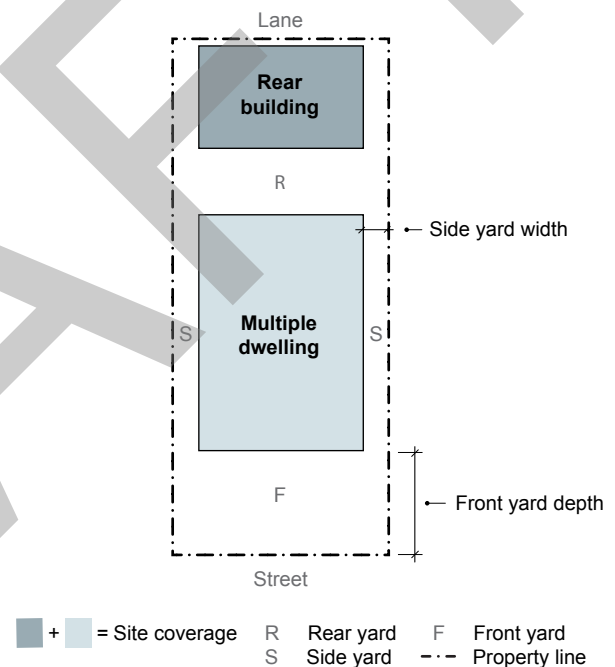 Lane
Rear
building
R
Side yard width
Multiple
dwelling
S
S
F
Front yard depth
Street
+ = Site coverage R Rear yard F Front yard
S Side yard Property line